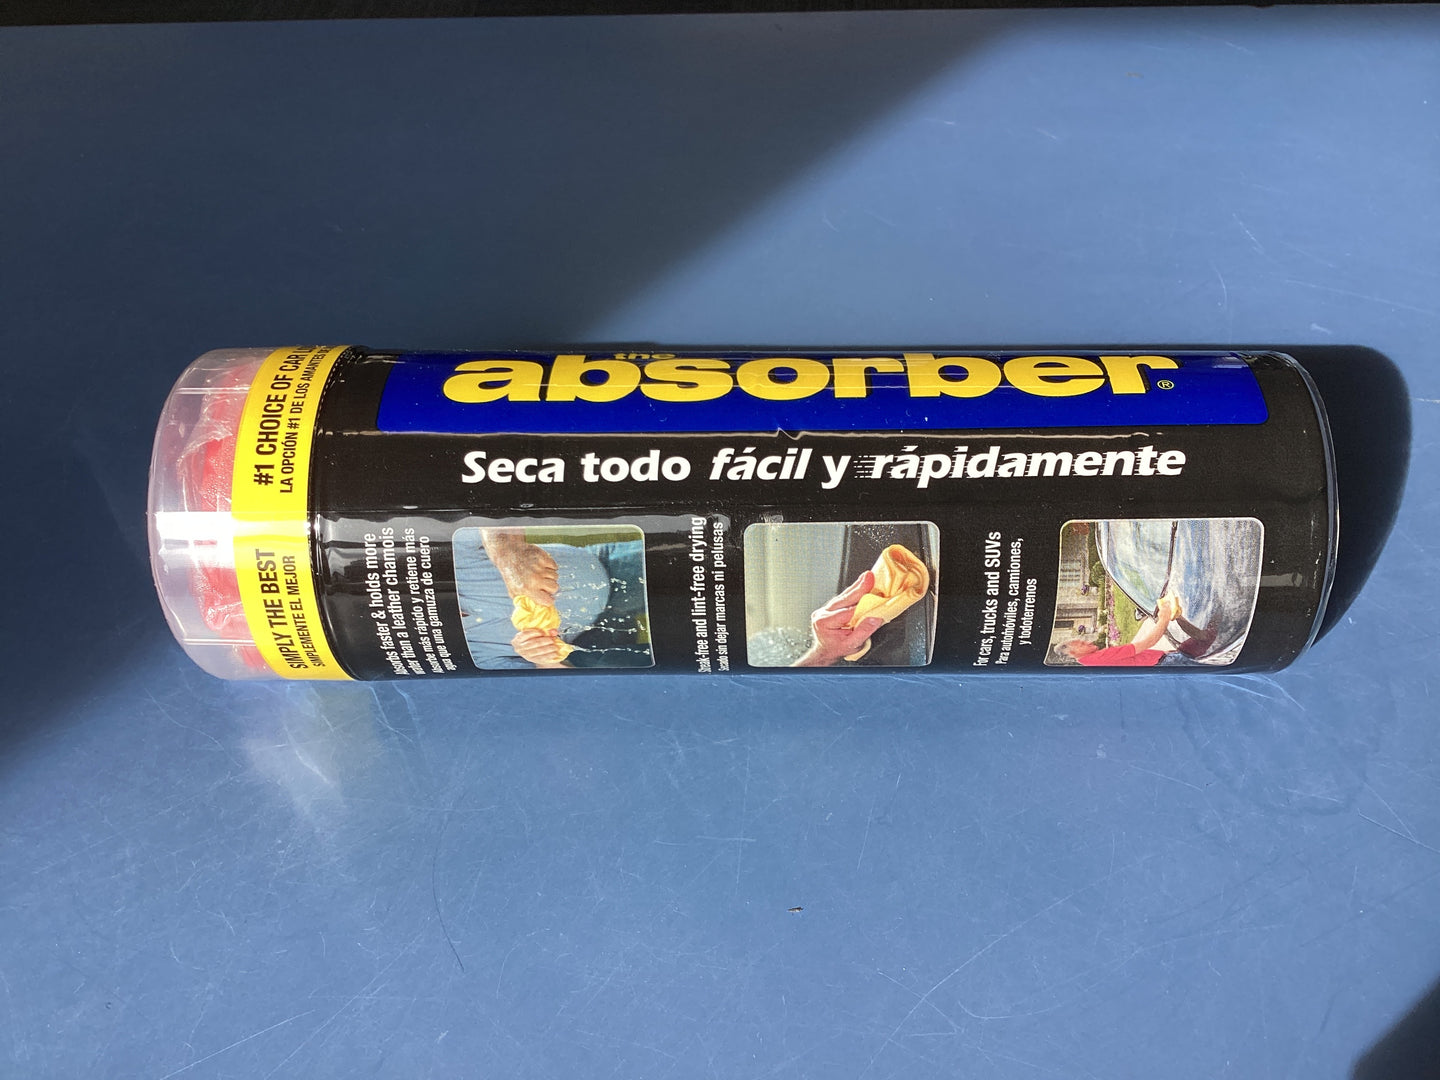 the
absorber®
Seca todo fácil y rápidamente
#1 CHOICE OF CAR
LA OPCIÓN #1 DE LOS AMANTES
SIMPLY THE BEST
SIMPLEMENTE EL MEJOR
Absorbs faster & holds more
water than a leather chamois
Absorbe más rápido y retiene más
agua que una gamuza de cuero
Streak-free and lint-free drying
Secado sin dejar marcas ni pelusas
For cars, trucks and SUVs
Para automóviles, camiones,
y todoterrenos